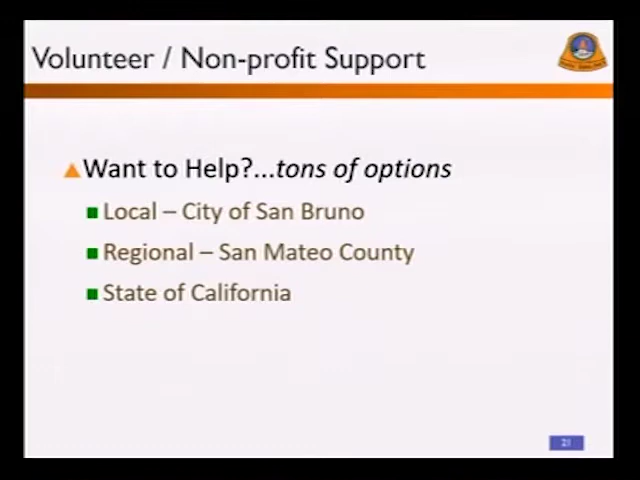 Volunteer / Non-profit Support
Want to Help?...tons of options
Local – City of San Bruno
Regional – San Mateo County
State of California
21